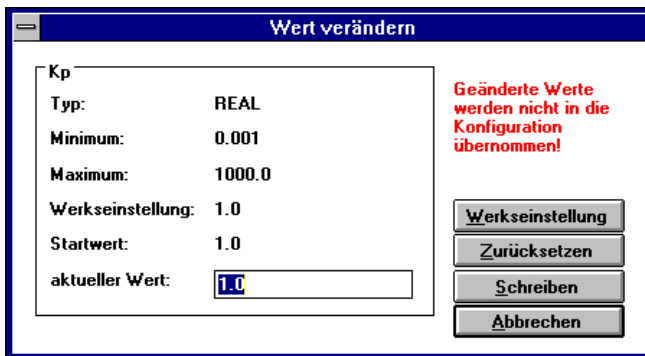 Wert verändern
Kp
Typ: REAL
Minimum: 0.001
Maximum: 1000.0
Werkseinstellung: 1.0
Startwert: 1.0
aktueller Wert: 1.0
Geänderte Werte
werden nicht in die
Konfiguration
übernommen!
Werkseinstellung
Zurücksetzen
Schreiben
Abbrechen